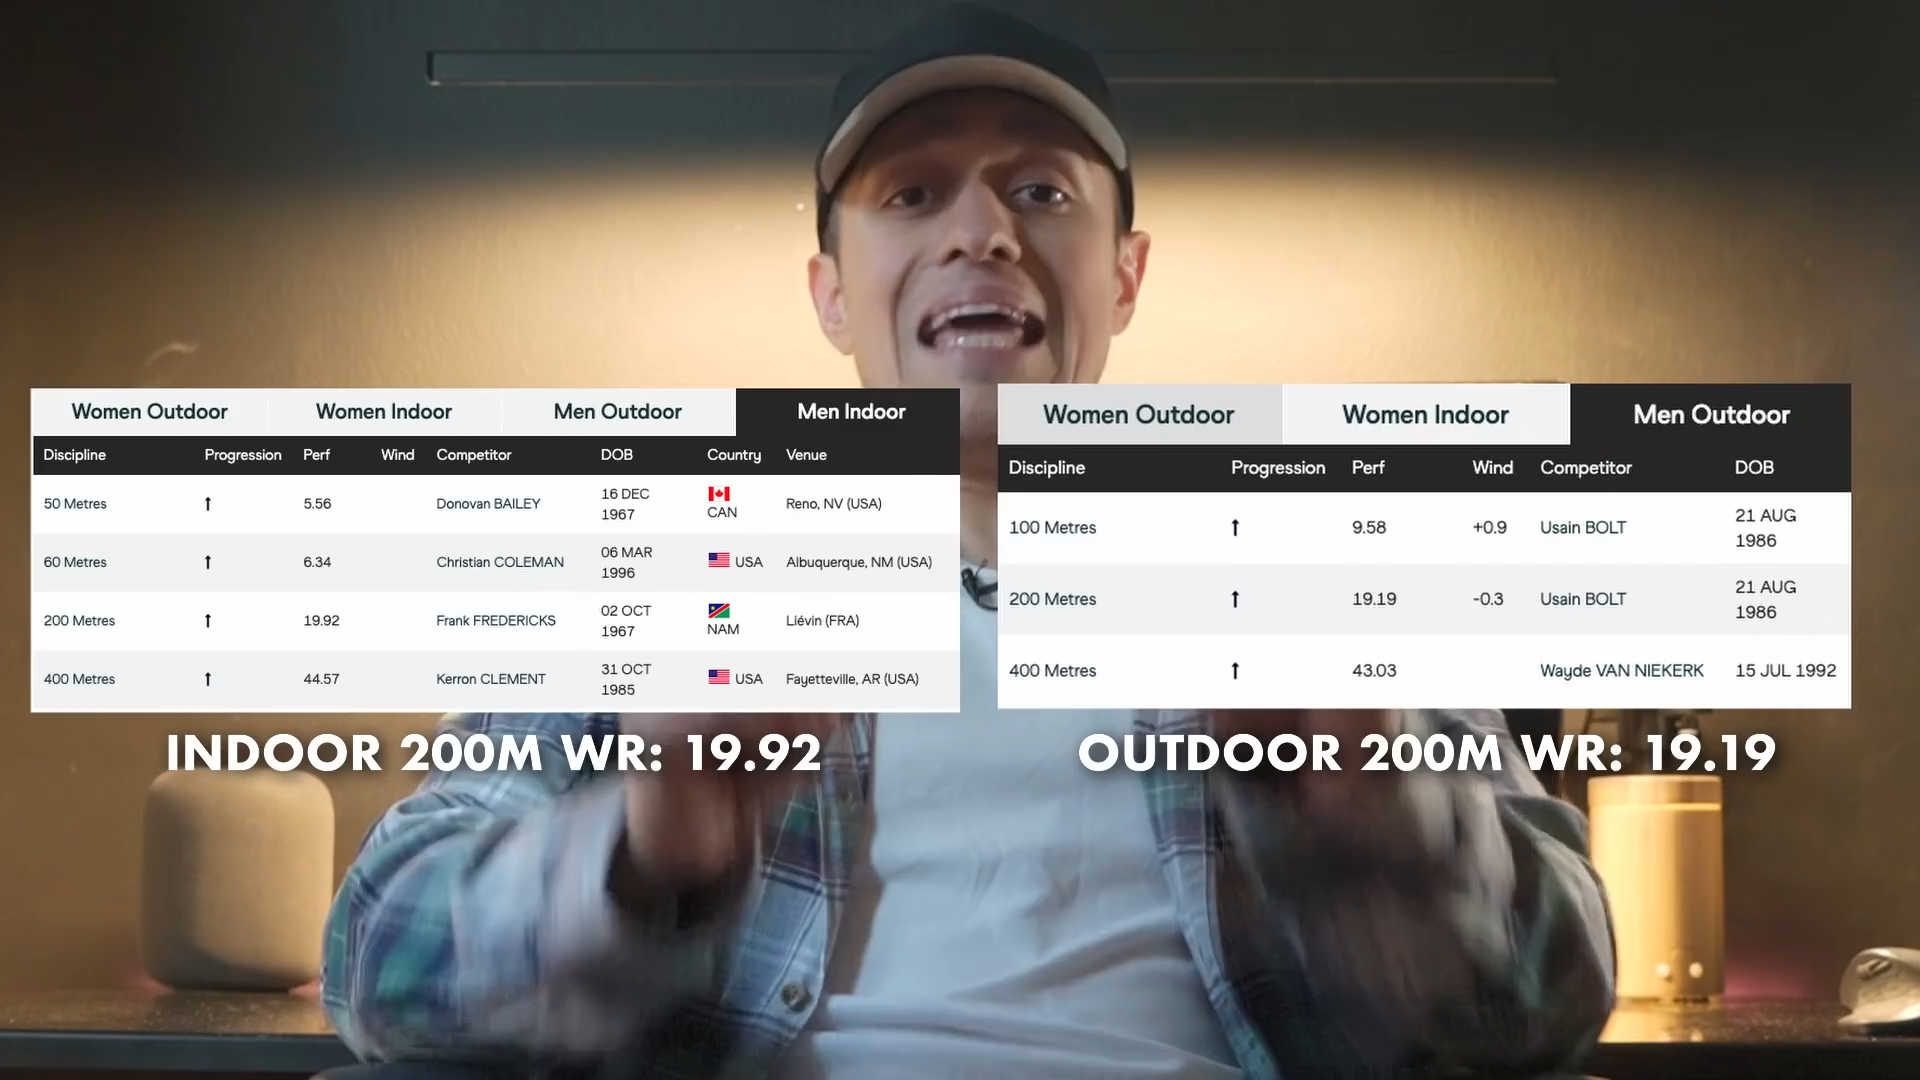 Women Outdoor Women Indoor Men Outdoor Men Indoor
Discipline Progression Perf Wind Competitor DOB Country Venue
50 Metres ↑ 5.56 Donovan BAILEY 16 DEC 1967 CAN Reno, NV (USA)
60 Metres ↑ 6.34 Christian COLEMAN 06 MAR 1996 USA Albuquerque, NM (USA)
200 Metres ↑ 19.92 Frank FREDERICKS 02 OCT 1967 NAM Liévin (FRA)
400 Metres ↑ 44.57 Kerron CLEMENT 31 OCT 1985 USA Fayetteville, AR (USA)
INDOOR 200M WR: 19.92
Women Outdoor Women Indoor Men Outdoor
Discipline Progression Perf Wind Competitor DOB
100 Metres ↑ 9.58 +0.9 Usain BOLT 21 AUG 1986
200 Metres ↑ 19.19 -0.3 Usain BOLT 21 AUG 1986
400 Metres ↑ 43.03 Wayde VAN NIEKERK 15 JUL 1992
OUTDOOR 200M WR: 19.19